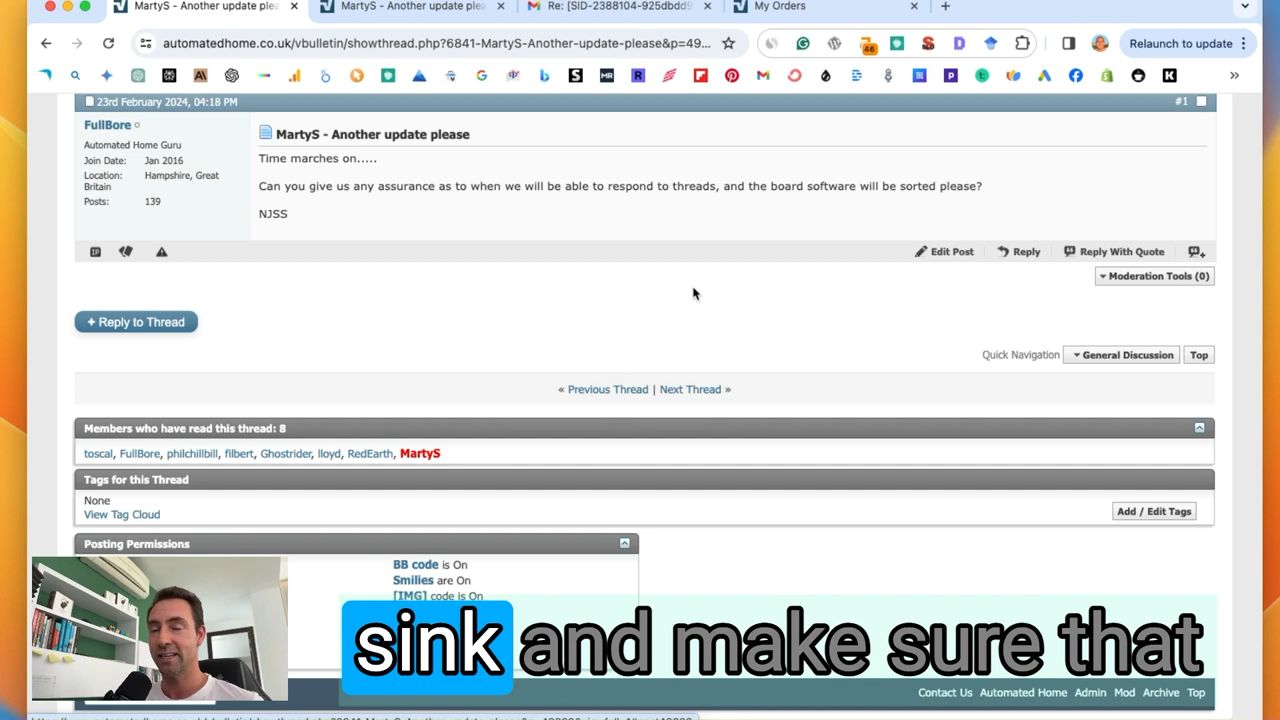 MartyS - Another update plea
MartyS - Another update plea
Re: [SID-2388104-925dbdd9
My Orders
automatedhome.co.uk/vbulletin/showthread.php?6841-MartyS-Another-update-please&p=49...
46
Relaunch to update
23rd February 2024, 04:18 PM
#1
FullBore
Automated Home Guru
Join Date: Jan 2016
Location: Hampshire, Great Britain
Posts: 139
MartyS - Another update please
Time marches on.....
Can you give us any assurance as to when we will be able to respond to threads, and the board software will be sorted please?
NJSS
Edit Post
Reply
Reply With Quote
Moderation Tools (0)
+ Reply to Thread
Quick Navigation
General Discussion
Top
« Previous Thread | Next Thread »
Members who have read this thread: 8
toscal, FullBore, philchillbill, filbert, Ghostrider, lloyd, RedEarth, MartyS
Tags for this Thread
None
View Tag Cloud
Add / Edit Tags
Posting Permissions
BB code is On
Smilies are On
[IMG] code is On
sink and make sure that
Contact Us
Automated Home
Admin
Mod
Archive
Top